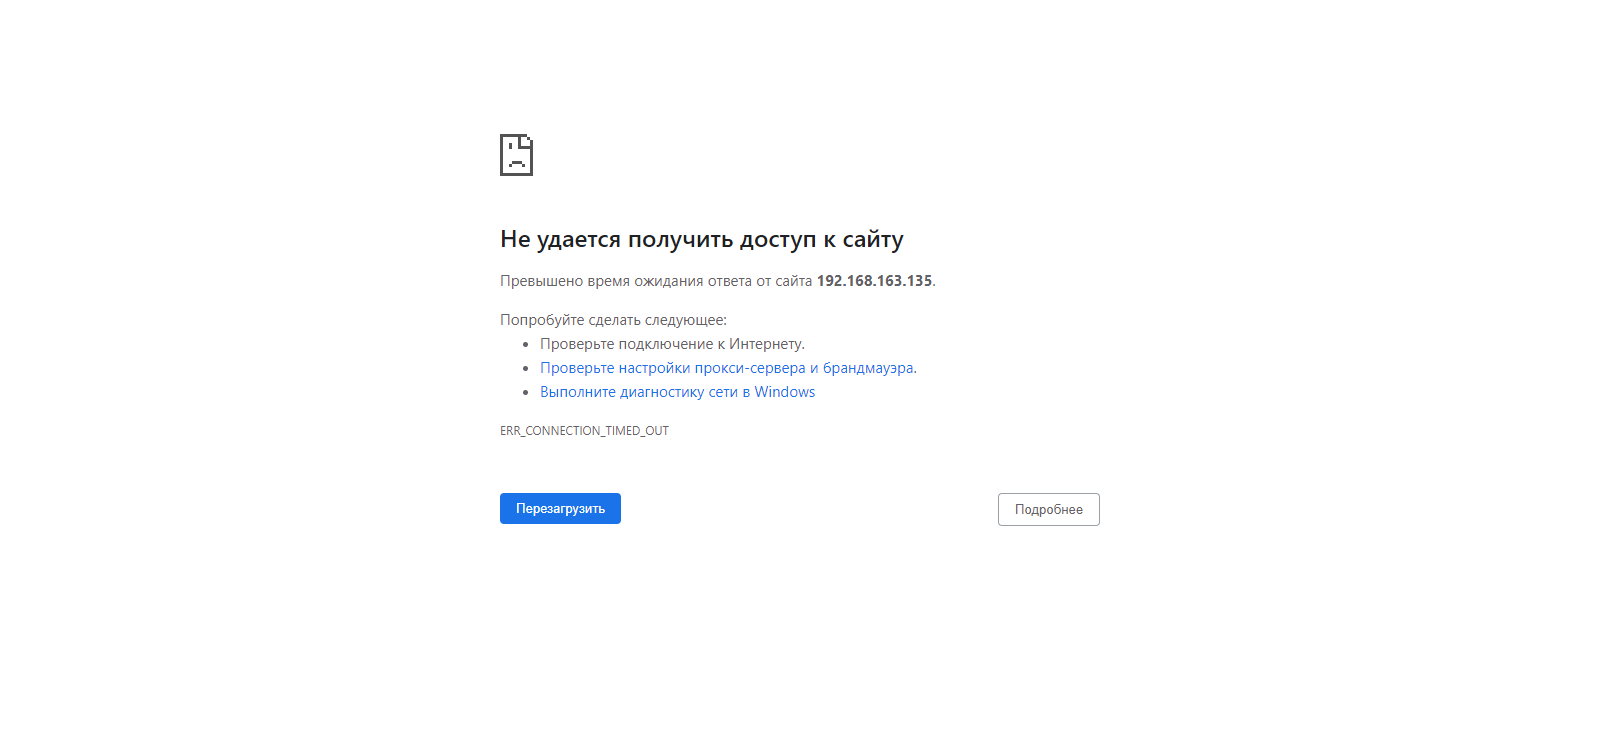 Не удается получить доступ к сайту
Превышено время ожидания ответа от сайта 192.168.163.135.
Попробуйте сделать следующее:
Проверьте подключение к Интернету.
Проверьте настройки прокси-сервера и брандмауэра.
Выполните диагностику сети в Windows
ERR_CONNECTION_TIMED_OUT
Перезагрузить
Подробнее